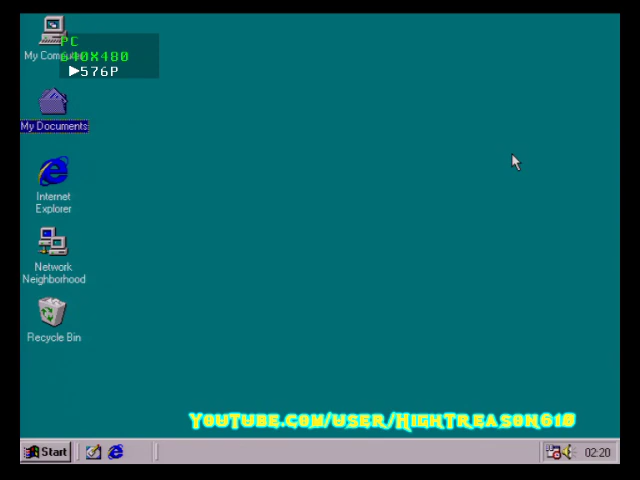 PC
640X480
▶576P
My Computer
My Documents
Internet
Explorer
Network
Neighborhood
Recycle Bin
YouTube.com/user/HighTreason610
Start
02:20